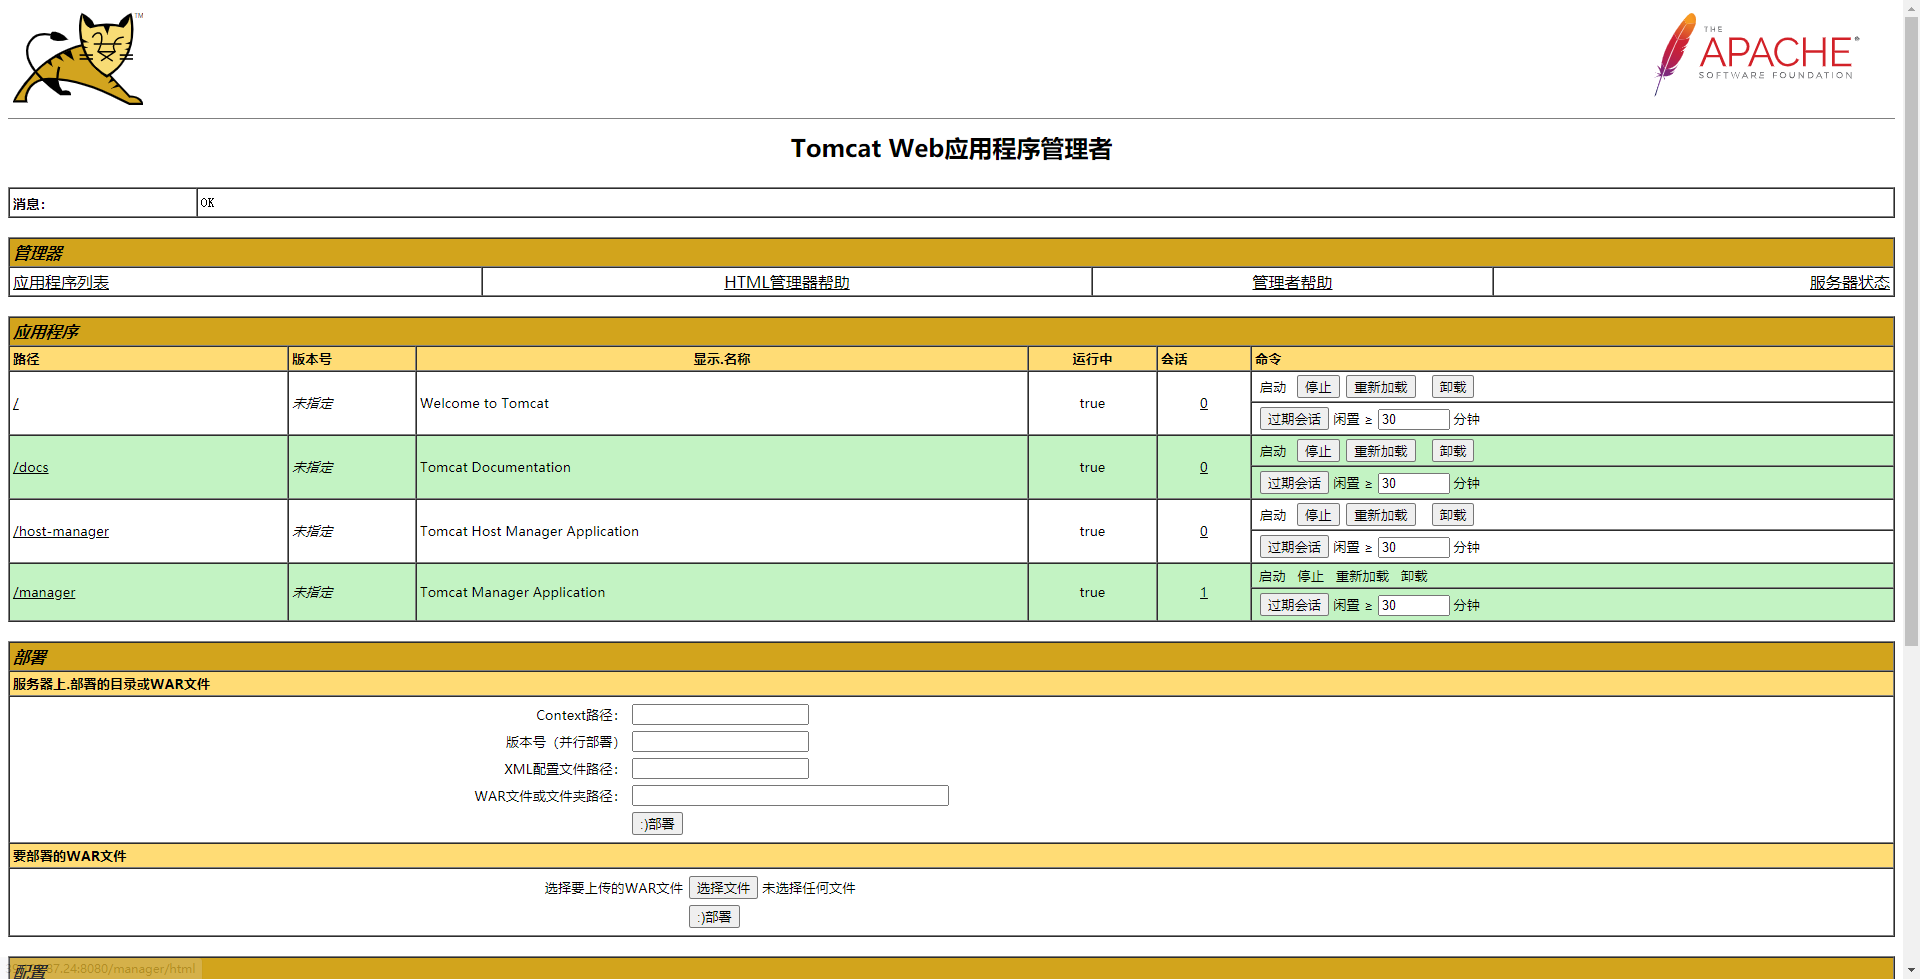 TM
THE
APACHE®
SOFTWARE FOUNDATION
Tomcat Web应用程序管理者
消息： OK
管理器
应用程序列表 HTML管理器帮助 管理者帮助 服务器状态
应用程序
路径 版本号 显示.名称 运行中 会话 命令
/ 未指定 Welcome to Tomcat true 0 启动 停止 重新加载 卸载
过期会话 闲置 ≥ 30 分钟
/docs 未指定 Tomcat Documentation true 0 启动 停止 重新加载 卸载
过期会话 闲置 ≥ 30 分钟
/host-manager 未指定 Tomcat Host Manager Application true 0 启动 停止 重新加载 卸载
过期会话 闲置 ≥ 30 分钟
/manager 未指定 Tomcat Manager Application true 1 启动 停止 重新加载 卸载
过期会话 闲置 ≥ 30 分钟
部署
服务器上.部署的目录或WAR文件
Context路径：
版本号（并行部署）
XML配置文件路径：
WAR文件或文件夹路径：
:)部署
要部署的WAR文件
选择要上传的WAR文件 选择文件 未选择任何文件
:)部署
配置
87.24:8080/manager/html